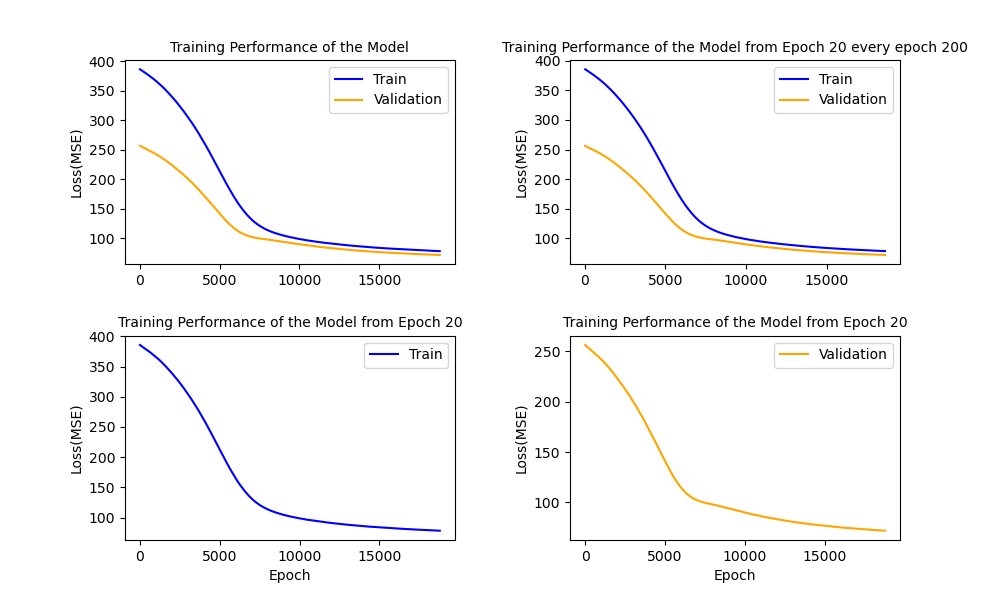 Training Performance of the Model
Training Performance of the Model from Epoch 20 every epoch 200
400
350
300
250
200
150
100
Loss(MSE)
Train
Validation
0
5000
10000
15000
400
350
300
250
200
150
100
Loss(MSE)
Train
Validation
0
5000
10000
15000
Training Performance of the Model from Epoch 20
Training Performance of the Model from Epoch 20
400
350
300
250
200
150
100
Loss(MSE)
Train
0
5000
10000
15000
Epoch
250
200
150
100
Loss(MSE)
Validation
0
5000
10000
15000
Epoch